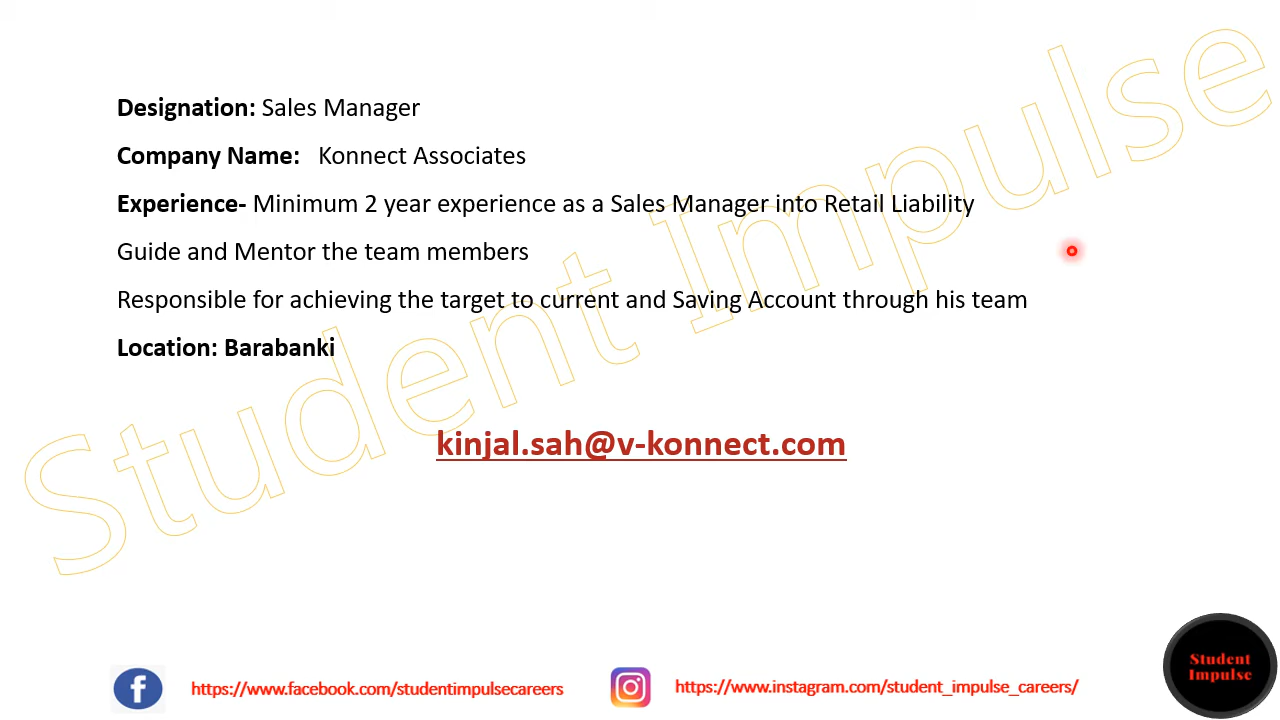 Designation: Sales Manager
Company Name: Konnect Associates
Experience- Minimum 2 year experience as a Sales Manager into Retail Liability
Guide and Mentor the team members
Responsible for achieving the target to current and Saving Account through his team
Location: Barabanki
kinjal.sah@v-konnect.com
Student Impulse
https://www.facebook.com/studentimpulsecareers
https://www.instagram.com/student_impulse_careers/
Student
Impulse